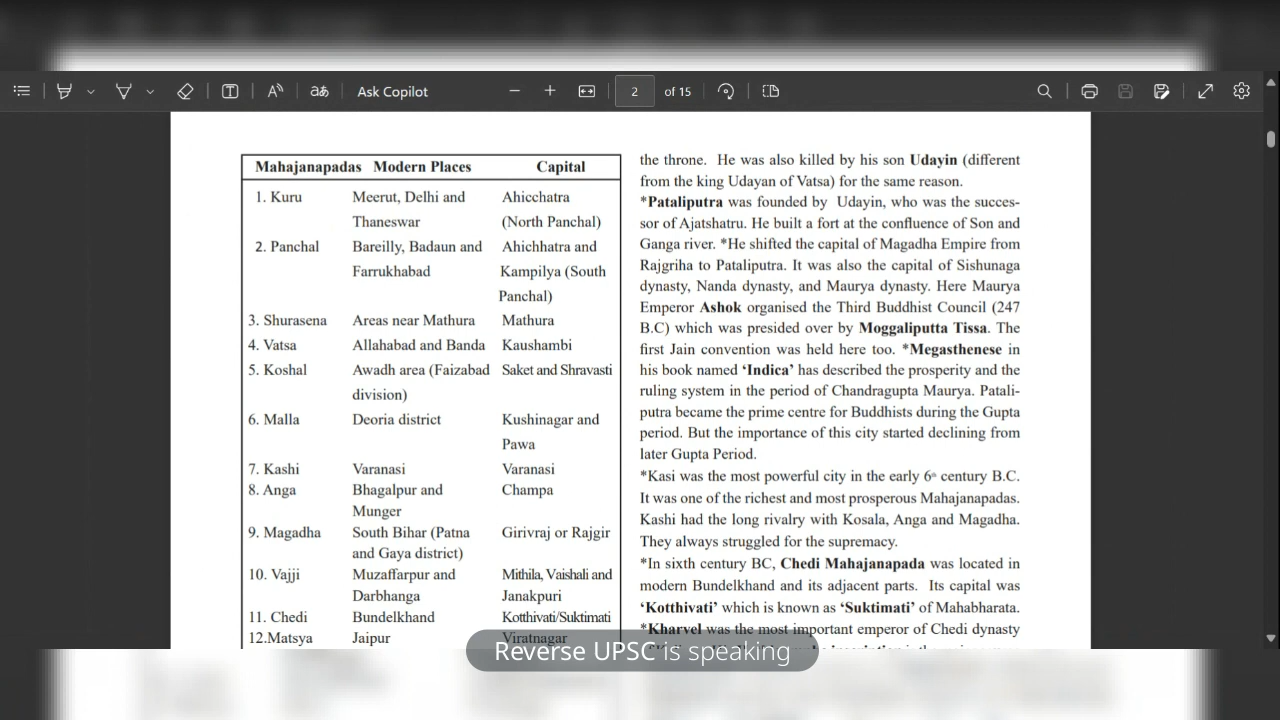 Ask Copilot
2
of 15
Mahajanapadas Modern Places Capital
1. Kuru Meerut, Delhi and Ahicchatra
Thaneswar (North Panchal)
2. Panchal Bareilly, Badaun and Ahichhatra and
Farrukhabad Kampilya (South
Panchal)
3. Shurasena Areas near Mathura Mathura
4. Vatsa Allahabad and Banda Kaushambi
5. Koshal Awadh area (Faizabad Saket and Shravasti
division)
6. Malla Deoria district Kushinagar and
Pawa
7. Kashi Varanasi Varanasi
8. Anga Bhagalpur and Champa
Munger
9. Magadha South Bihar (Patna Girivraj or Rajgir
and Gaya district)
10. Vajji Muzaffarpur and Mithila, Vaishali and
Darbhanga Janakpuri
11. Chedi Bundelkhand Kotthivati/Suktimati
12.Matsya Jaipur Viratnagar
the throne. He was also killed by his son Udayin (different
from the king Udayan of Vatsa) for the same reason.
*Pataliputra was founded by Udayin, who was the succes-
sor of Ajatshatru. He built a fort at the confluence of Son and
Ganga river. *He shifted the capital of Magadha Empire from
Rajgriha to Pataliputra. It was also the capital of Sishunaga
dynasty, Nanda dynasty, and Maurya dynasty. Here Maurya
Emperor Ashok organised the Third Buddhist Council (247
B.C) which was presided over by Moggaliputta Tissa. The
first Jain convention was held here too. *Megasthenese in
his book named ‘Indica’ has described the prosperity and the
ruling system in the period of Chandragupta Maurya. Patali-
putra became the prime centre for Buddhists during the Gupta
period. But the importance of this city started declining from
later Gupta Period.
*Kasi was the most powerful city in the early 6th century B.C.
It was one of the richest and most prosperous Mahajanapadas.
Kashi had the long rivalry with Kosala, Anga and Magadha.
They always struggled for the supremacy.
*In sixth century BC, Chedi Mahajanapada was located in
modern Bundelkhand and its adjacent parts. Its capital was
‘Kotthivati’ which is known as ‘Suktimati’ of Mahabharata.
*Kharvel was the most important emperor of Chedi dynasty
Reverse UPSC is speaking